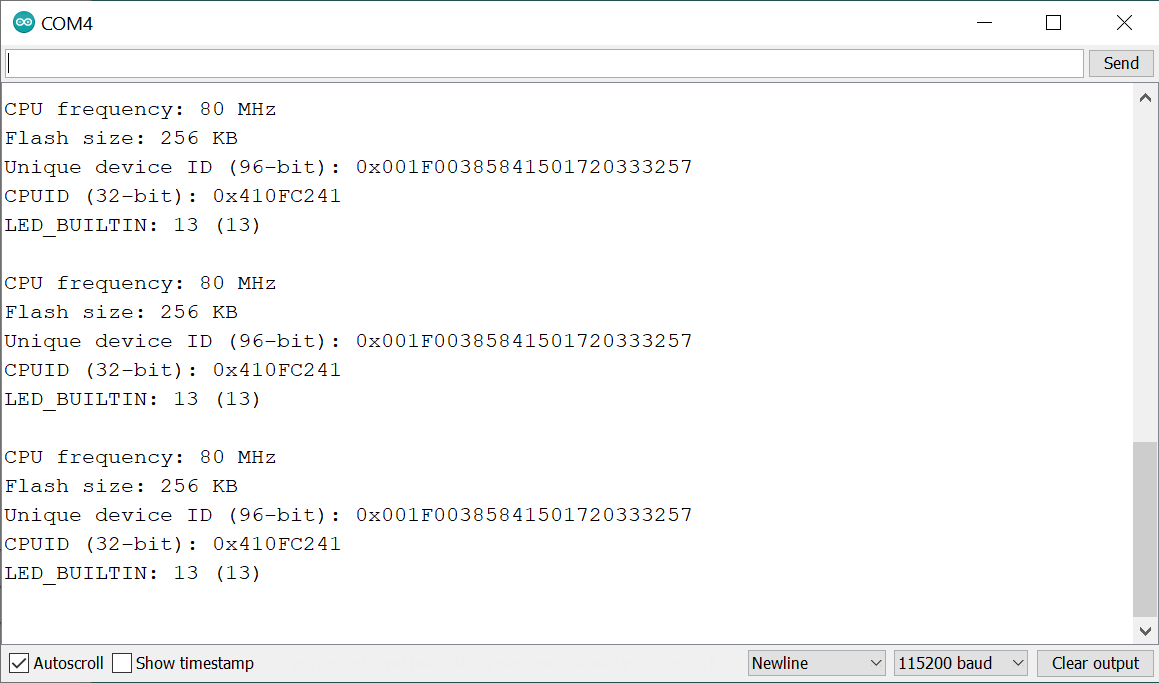 COM4
Send
CPU frequency: 80 MHz
Flash size: 256 KB
Unique device ID (96-bit): 0x001F00385841501720333257
CPUID (32-bit): 0x410FC241
LED_BUILTIN: 13 (13)
CPU frequency: 80 MHz
Flash size: 256 KB
Unique device ID (96-bit): 0x001F00385841501720333257
CPUID (32-bit): 0x410FC241
LED_BUILTIN: 13 (13)
CPU frequency: 80 MHz
Flash size: 256 KB
Unique device ID (96-bit): 0x001F00385841501720333257
CPUID (32-bit): 0x410FC241
LED_BUILTIN: 13 (13)
Autoscroll Show timestamp Newline 115200 baud Clear output